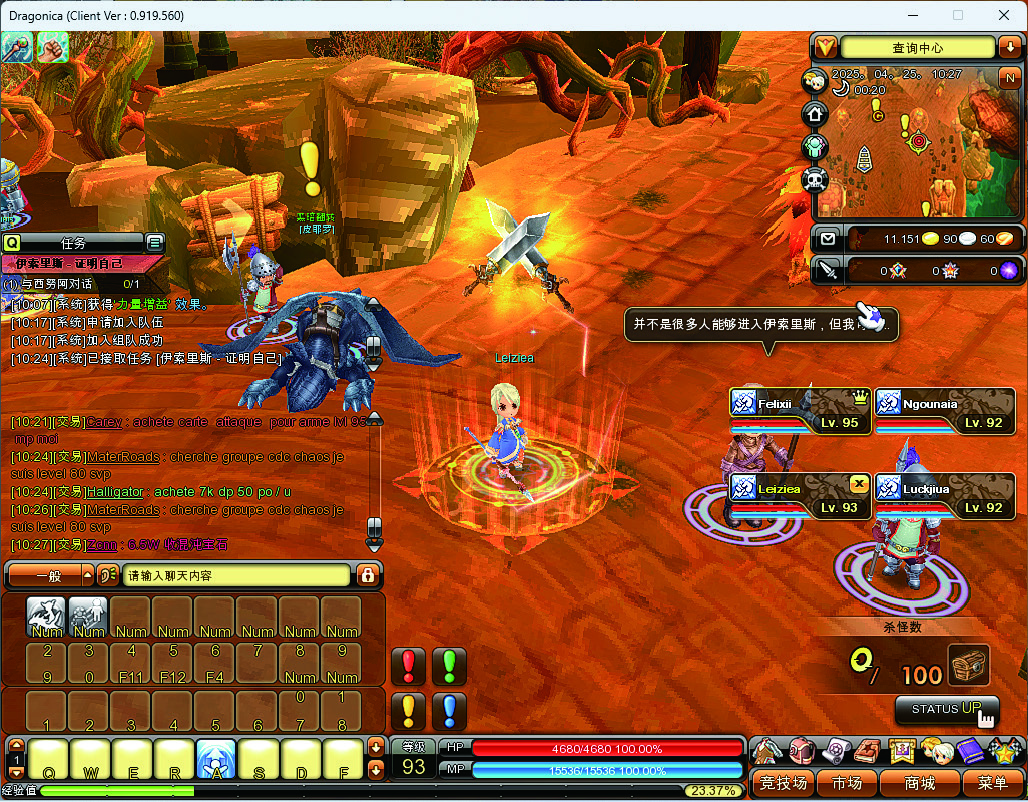 Dragonica (Client Ver : 0.919.560)
查询中心
2025. 04. 25. 10:27
N
00:20
黑暗翻转
[皮耶罗]
Q 任务
伊索里斯 - 证明自己
(1) 与西努阿对话 0/1
[10:07][系统]获得'力量增益' 效果。
[10:17][系统]申请加入队伍
[10:17][系统]加入组队成功
[10:24][系统]已接取任务 [伊索里斯 - 证明自己]
11.151 90 60
0 0 0
并不是很多人能够进入伊索里斯，但我
Leiziea
Felixii
Lv. 95
Ngounaia
Lv. 92
Leiziea
Lv. 93
Luckjiua
Lv. 92
[10:21][交易]Carev : achete carte attaque pour arme lvl 95
mp moi
[10:24][交易]MaterRoads : cherche groupe cdc chaos je
suis level 80 svp
[10:24][交易]Halligator : achete 7k dp 50 po / u
[10:26][交易]MaterRoads : cherche groupe cdc chaos je
suis level 80 svp
[10:27][交易]Zcnn : 6.5W 收混沌宝石
一般 请输入聊天内容
Num Num Num Num Num Num Num Num
2 3 4 5 6 7 8 9
9 0 F11 F12 F4 Num Num
0 1
1 2 3 4 5 6 7 8
杀怪数
0/ 100
STATUS UP
1
Q W E R A S D F
等级
93
HP 4680/4680 100.00%
MP 15536/15536 100.00%
竞技场 市场 商城 菜单
经验值 23.37%